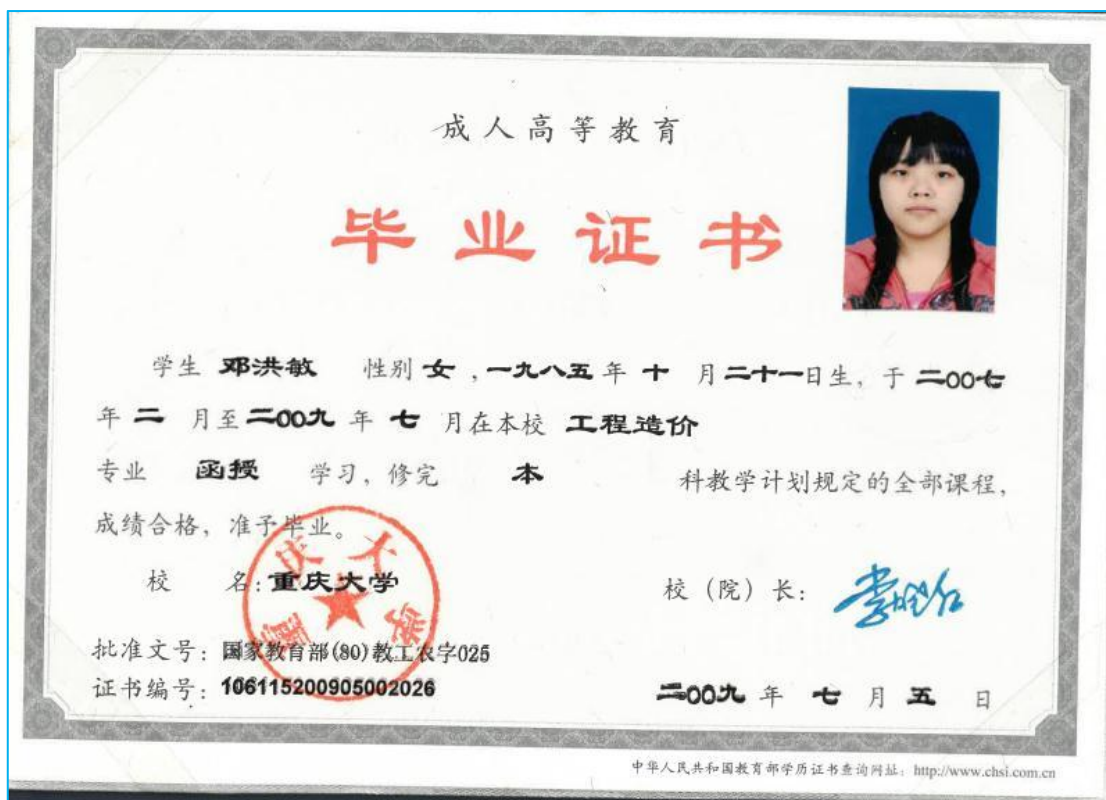 成人高等教育
毕业证书
学生 邓洪敏 性别 女 ,一九八五 年 十 月 二十一日生, 于 二00七
年 二 月至 二00九 年 七 月在本校 工程造价
专业 函授 学习, 修完 本 科教学计划规定的全部课程,
成绩合格, 准予毕业。
校 名: 重庆大学
校 (院) 长:
重庆大学
批准文号: 国家教育部(80)教工农字025
证书编号: 106115200905002026
二00九 年 七 月 五 日
中华人民共和国教育部学历证书查询网址: http://www.chsi.com.cn